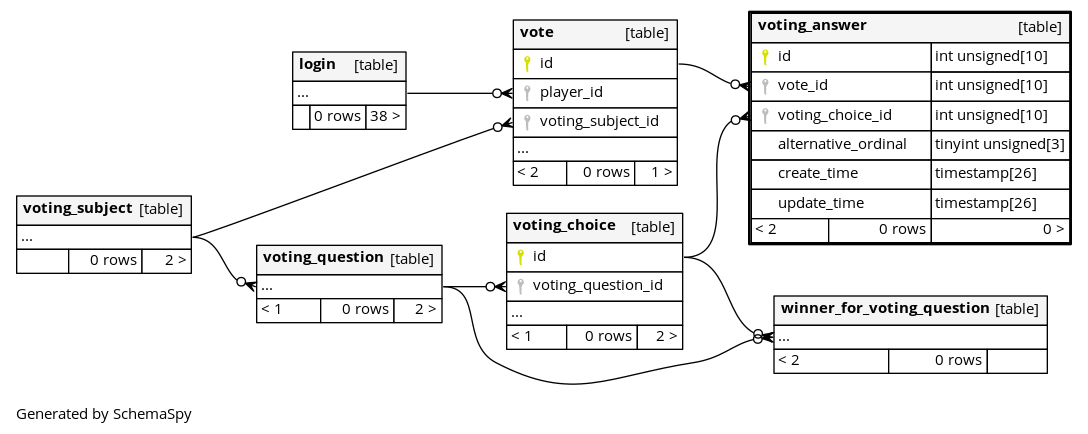 login [table]
...
0 rows 38 >
vote [table]
id
player_id
voting_subject_id
...
< 2 0 rows 1 >
voting_answer [table]
id int unsigned[10]
vote_id int unsigned[10]
voting_choice_id int unsigned[10]
alternative_ordinal tinyint unsigned[3]
create_time timestamp[26]
update_time timestamp[26]
< 2 0 rows 0 >
voting_subject [table]
...
0 rows 2 >
voting_question [table]
...
< 1 0 rows 2 >
voting_choice [table]
id
voting_question_id
...
< 1 0 rows 2 >
winner_for_voting_question [table]
...
< 2 0 rows
Generated by SchemaSpy